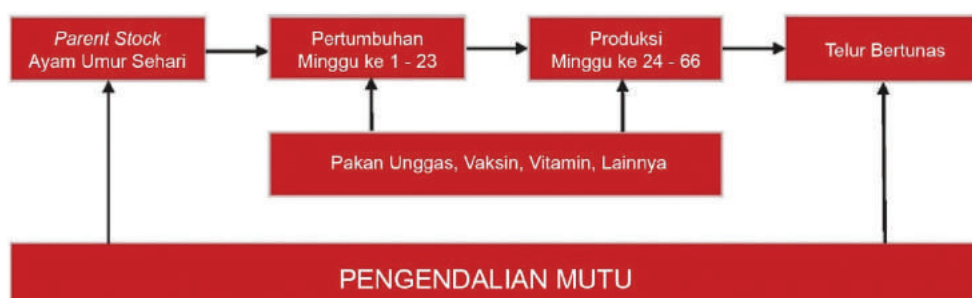 Parent Stock
Ayam Umur Sehari
Pertumbuhan
Minggu ke 1 - 23
Produksi
Minggu ke 24 - 66
Telur Bertunas
Pakan Unggas, Vaksin, Vitamin, Lainnya
PENGENDALIAN MUTU